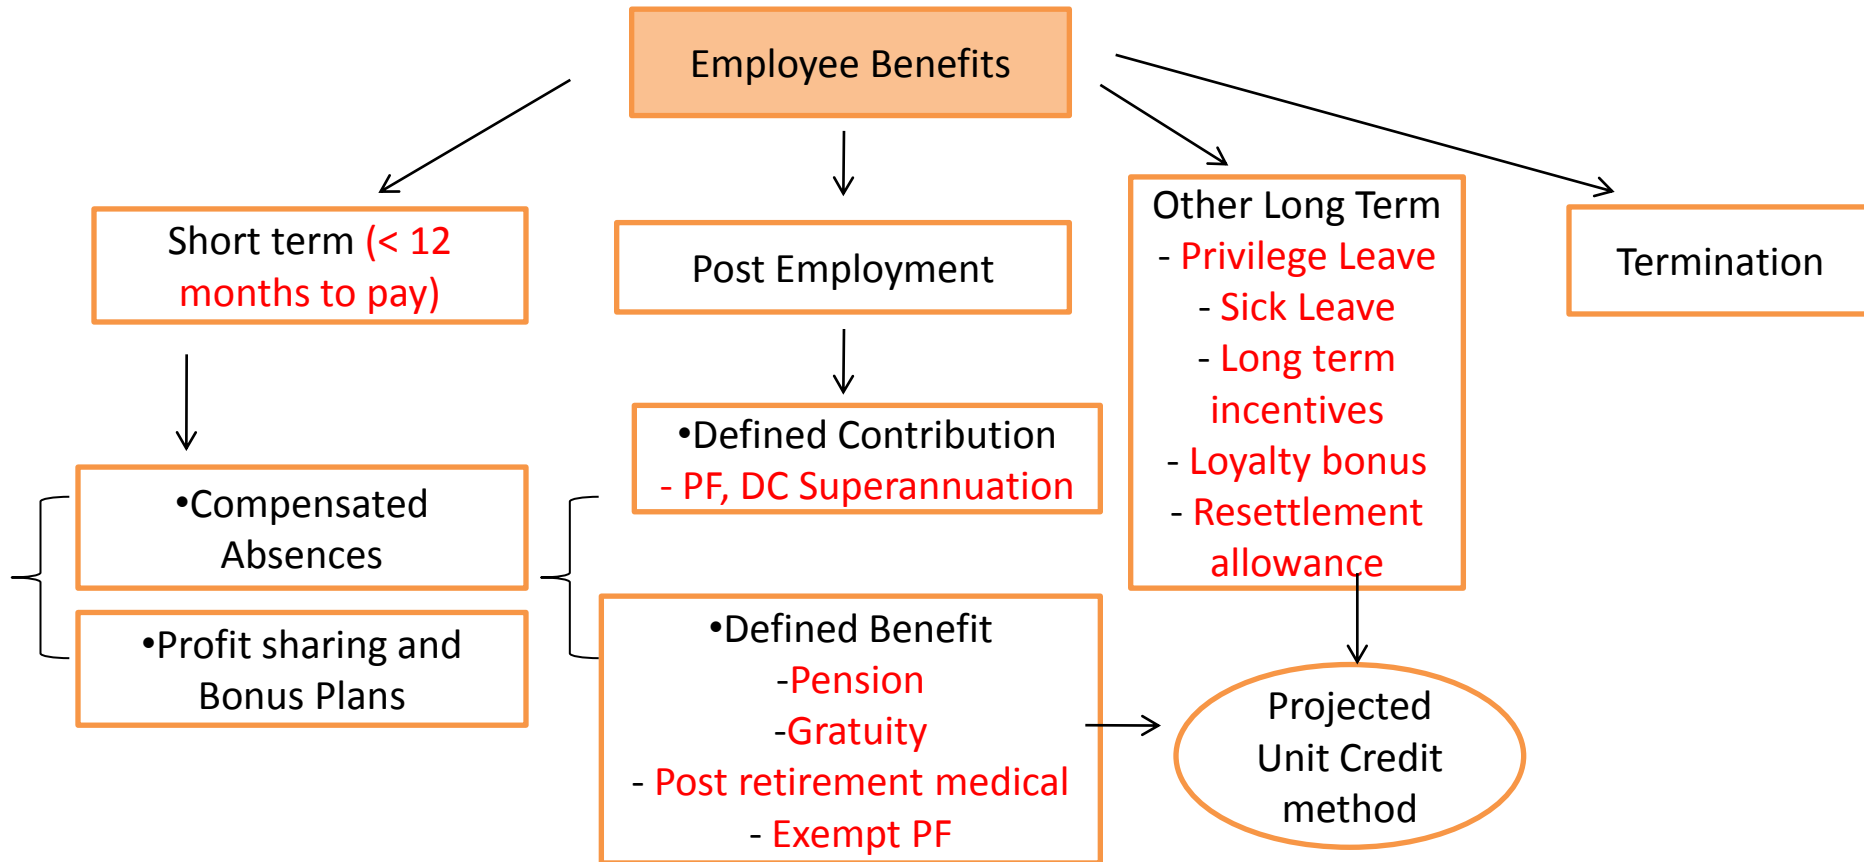 Employee Benefits
Short term (< 12
months to pay)
•Compensated
Absences
•Profit sharing and
Bonus Plans
Post Employment
•Defined Contribution
- PF, DC Superannuation
•Defined Benefit
-Pension
-Gratuity
- Post retirement medical
- Exempt PF
Other Long Term
- Privilege Leave
- Sick Leave
- Long term
incentives
- Loyalty bonus
- Resettlement
allowance
Projected
Unit Credit
method
Termination